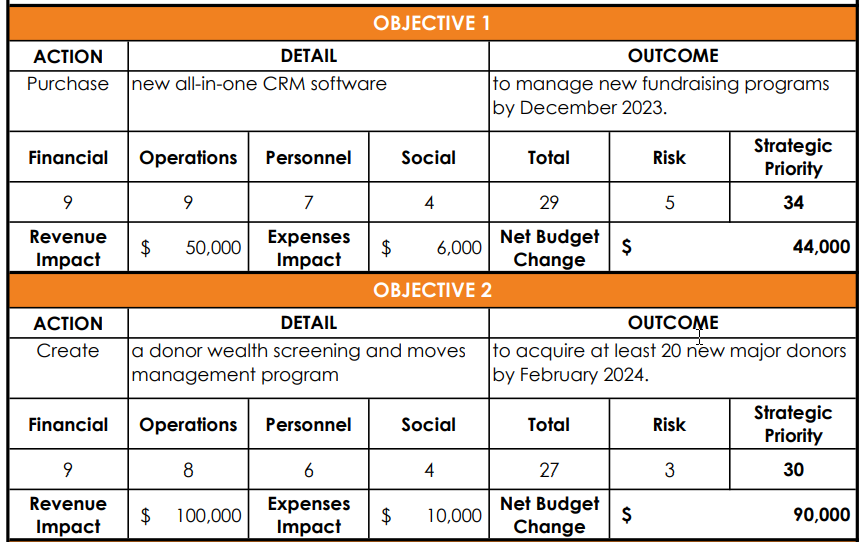 OBJECTIVE 1
ACTION DETAIL OUTCOME
Purchase new all-in-one CRM software to manage new fundraising programs
by December 2023.
Financial Operations Personnel Social Total Risk Strategic
Priority
9 9 7 4 29 5 34
Revenue
Impact $ 50,000 Expenses
Impact $ 6,000 Net Budget
Change $ 44,000
OBJECTIVE 2
ACTION DETAIL OUTCOME
Create a donor wealth screening and moves
management program to acquire at least 20 new major donors
by February 2024.
Financial Operations Personnel Social Total Risk Strategic
Priority
9 8 6 4 27 3 30
Revenue
Impact $ 100,000 Expenses
Impact $ 10,000 Net Budget
Change $ 90,000